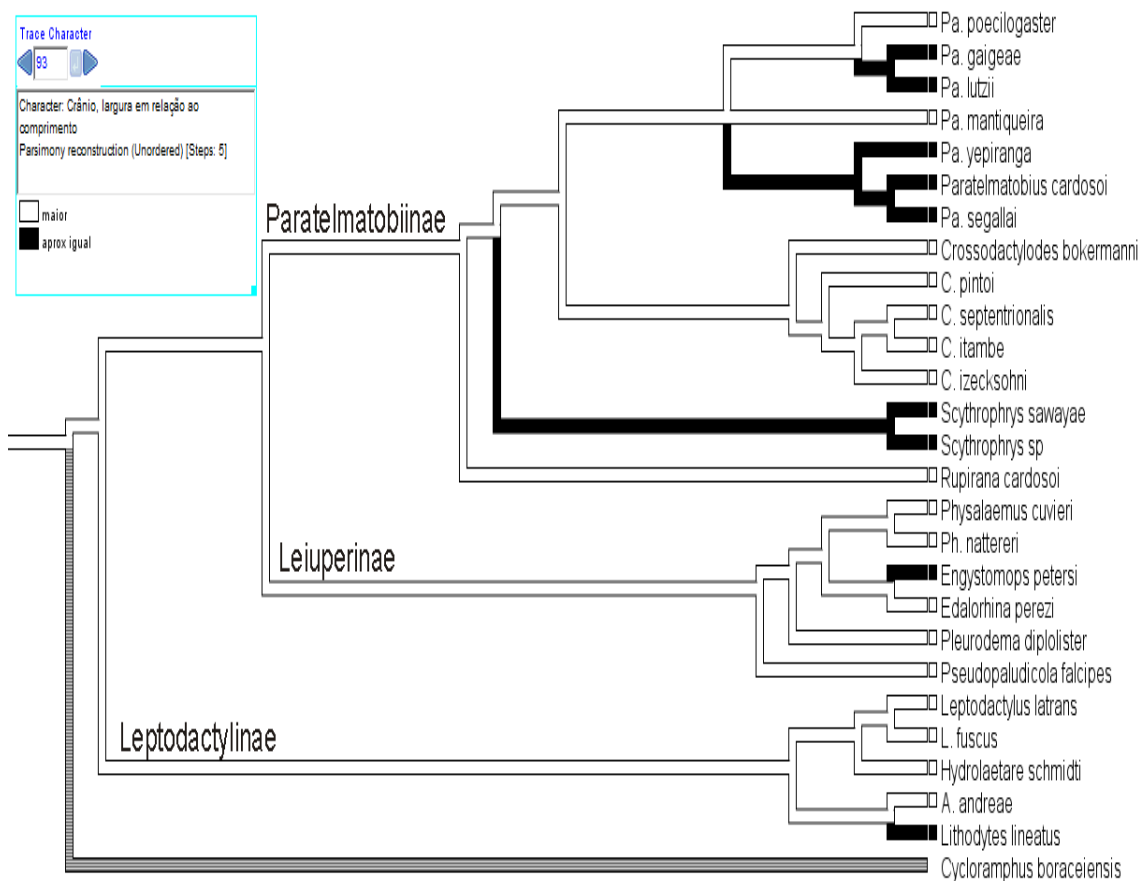 Trace Character
93
Character: Crânio, largura em relação ao
comprimento
Parsimony reconstruction (Unordered) [Steps: 5]
maior
aprox igual
Paratelmatobiinae
Leiuperinae
Leptodactylinae
Pa. poecilogaster
Pa. gaigeae
Pa. lutzii
Pa. mantiqueira
Pa. yepiranga
Paratelmatobius cardosoi
Pa. segallai
Crossodactylodes bokermanni
C. pintoi
C. septentrionalis
C. itambe
C. izecksohni
Scythrophrys sawayae
Scythrophrys sp
Rupirana cardosoi
Physalaemus cuvieri
Ph. nattereri
Engystomops petersi
Edalorhina perezi
Pleurodema diplolister
Pseudopaludicola falcipes
Leptodactylus latrans
L. fuscus
Hydrolaetare schmidti
A. andreae
Lithodytes lineatus
Cycloramphus boraceiensis